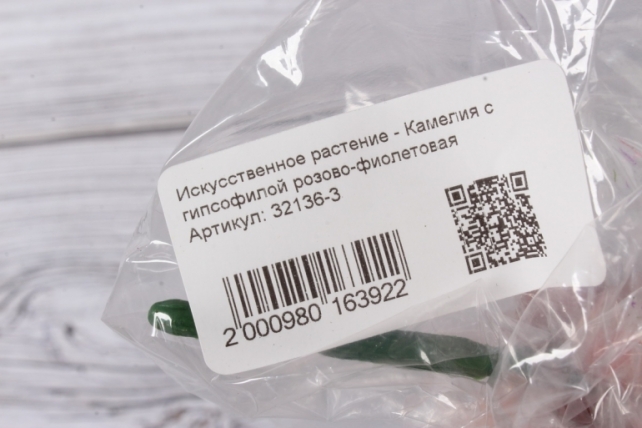 Искусственное растение - Камелия с
гипсофилой розово-фиолетовая
Артикул: 32136-3
2 000980 163922